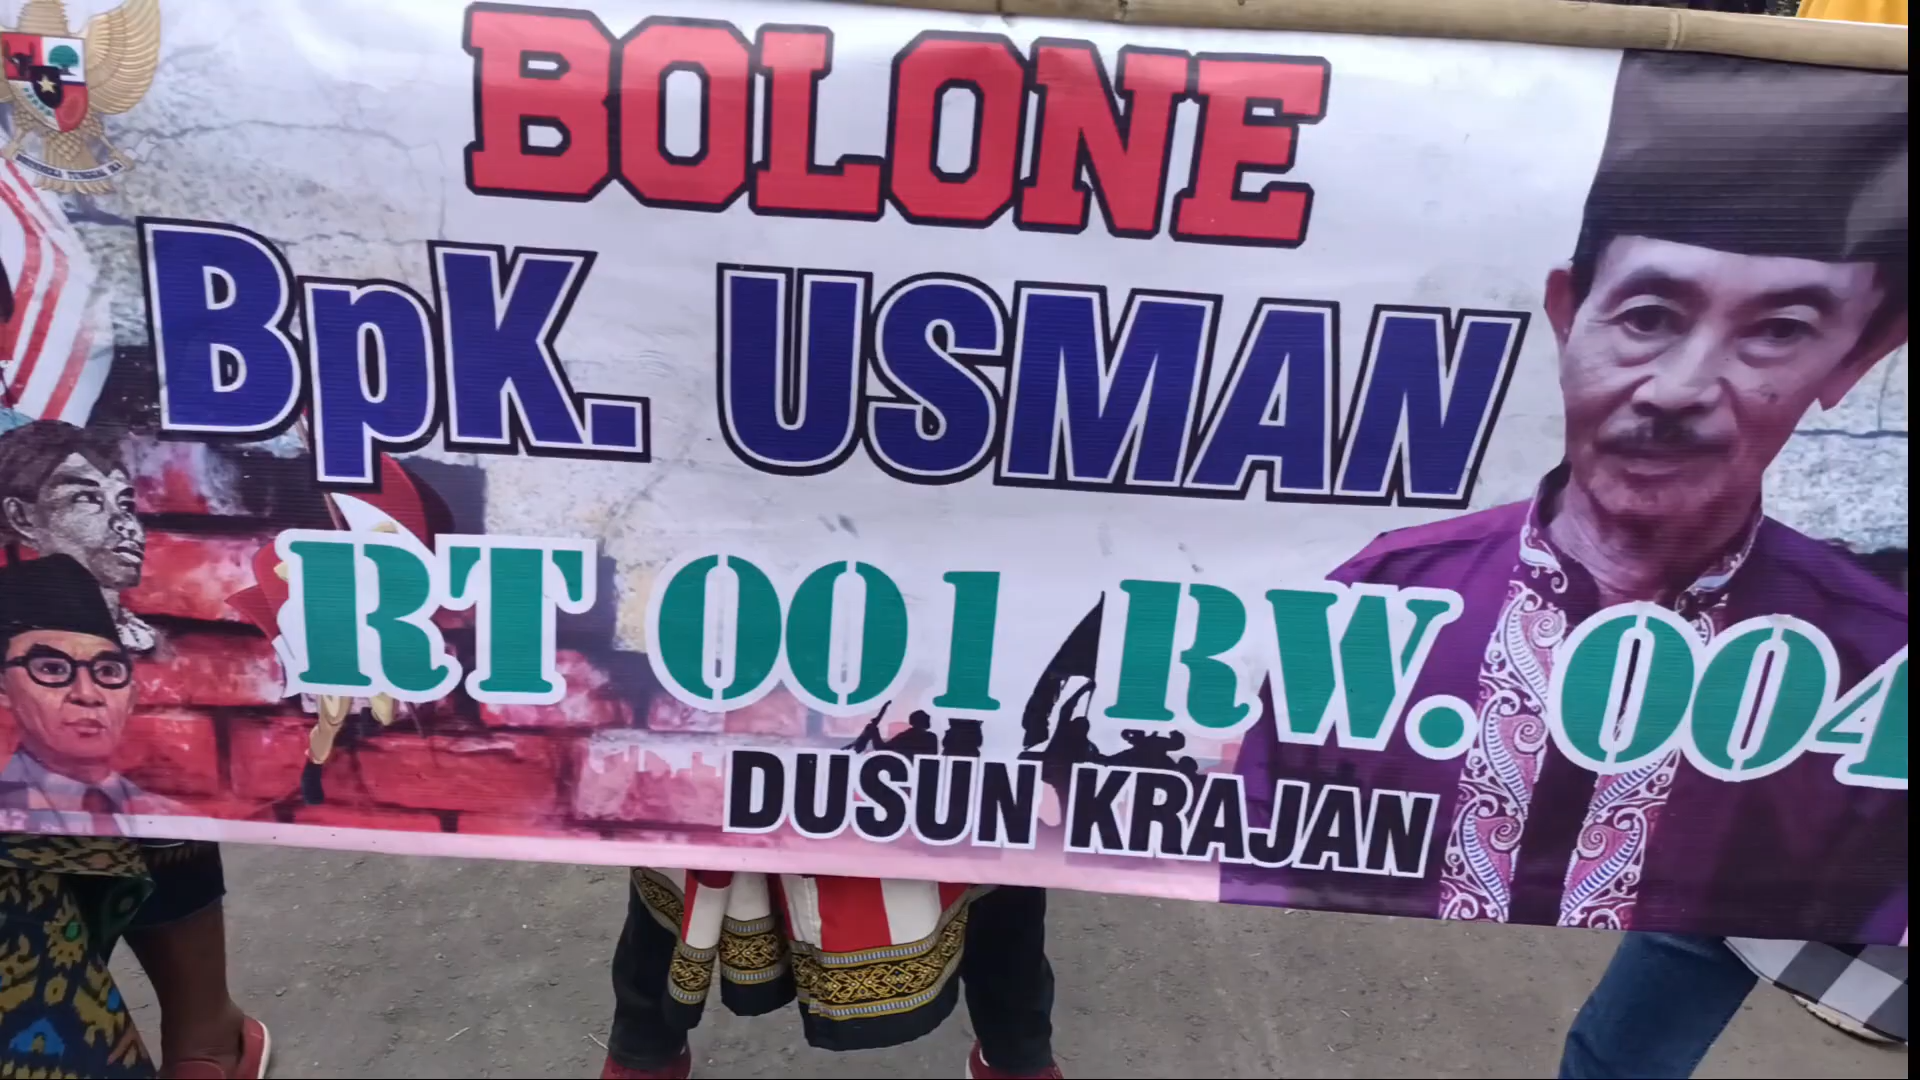 BOLONE
BpK. USMAN
RT 001 RW. 004
DUSUN KRAJAN